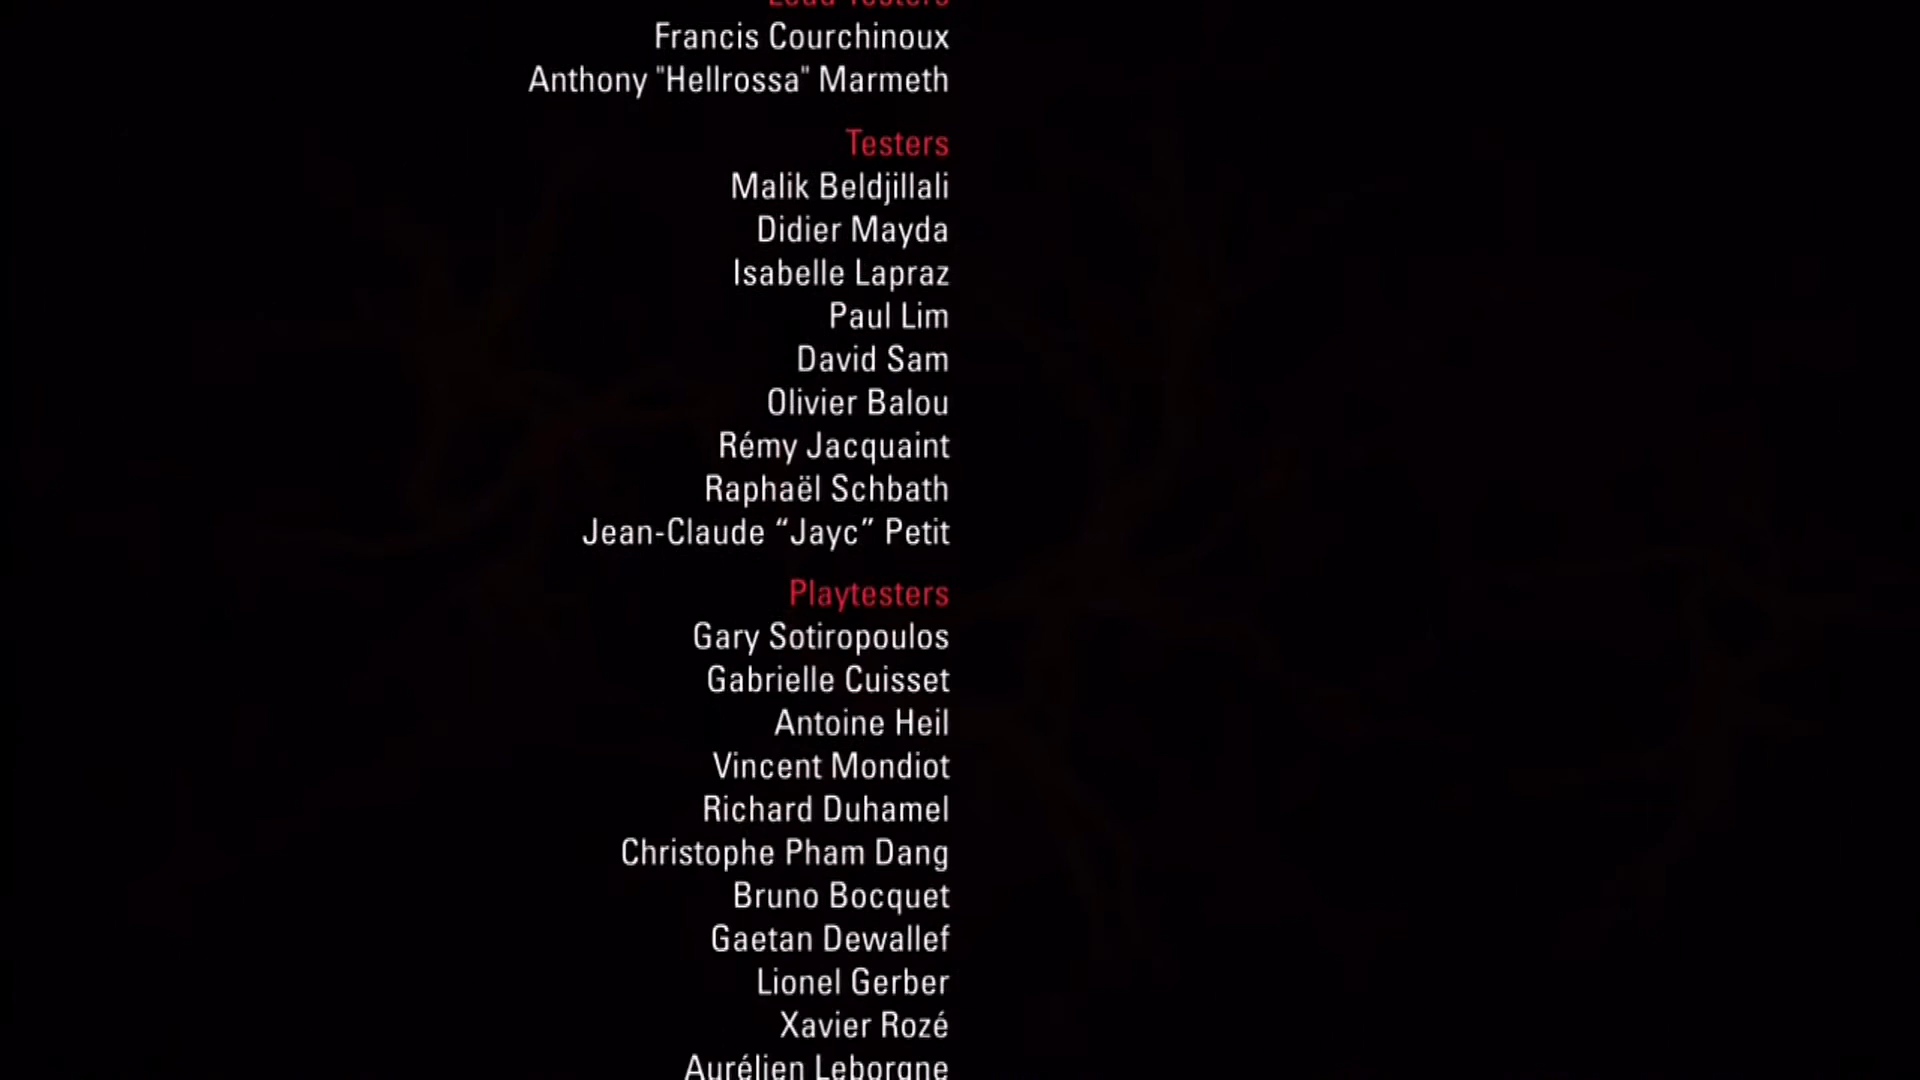 Lead Testers
Francis Courchinoux
Anthony "Hellrossa" Marmeth
Testers
Malik Beldjillali
Didier Mayda
Isabelle Lapraz
Paul Lim
David Sam
Olivier Balou
Rémy Jacquaint
Raphaël Schbath
Jean-Claude “Jayc” Petit
Playtesters
Gary Sotiropoulos
Gabrielle Cuisset
Antoine Heil
Vincent Mondiot
Richard Duhamel
Christophe Pham Dang
Bruno Bocquet
Gaetan Dewallef
Lionel Gerber
Xavier Rozé
Aurélien Leborgne